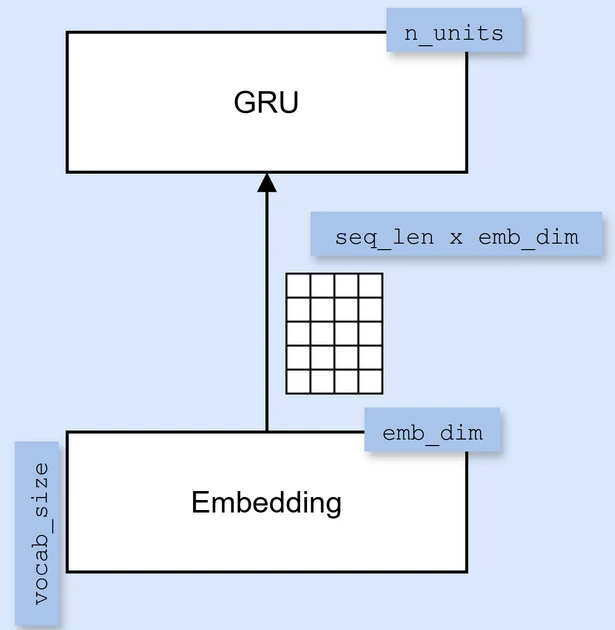 n_units
GRU
seq_len x emb_dim
emb_dim
Embedding
vocab_size